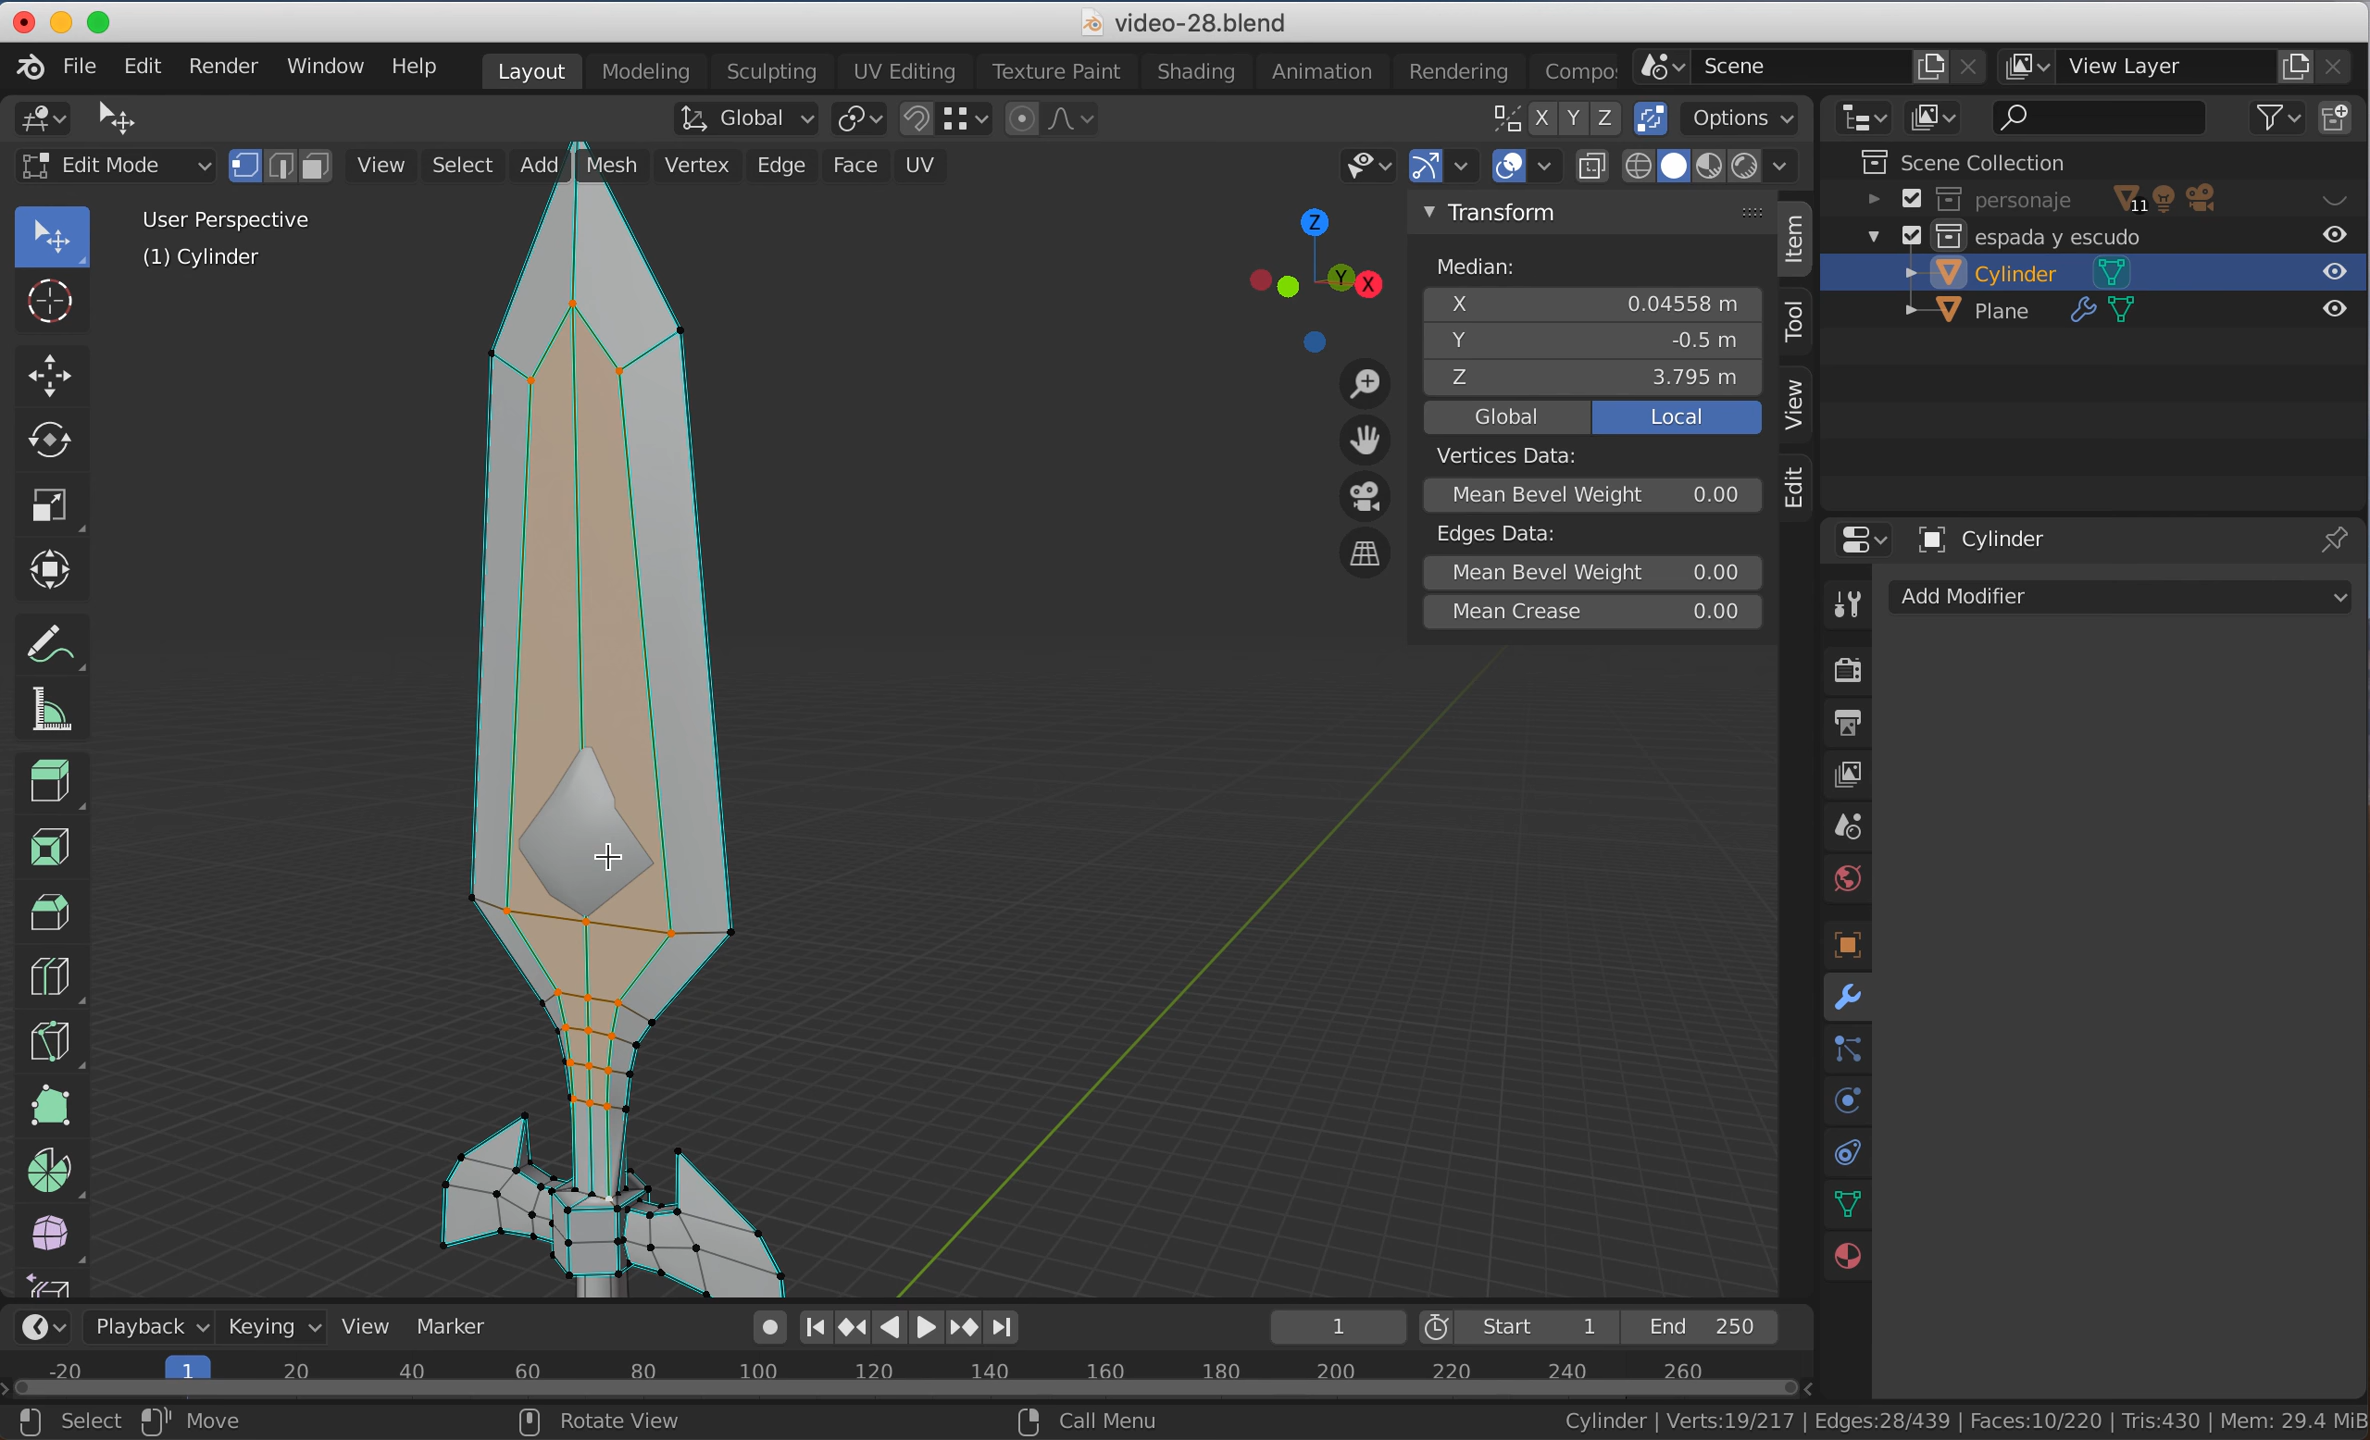 video-28.blend
File Edit Render Window Help Layout Modeling Sculpting UV Editing Texture Paint Shading Animation Rendering Compos Scene View Layer
Global X Y Z Options
Edit Mode View Select Add Mesh Vertex Edge Face UV
User Perspective
(1) Cylinder
Z
Y
X
Transform
Median:
X 0.04558 m
Y -0.5 m
Z 3.795 m
Global Local
Vertices Data:
Mean Bevel Weight 0.00
Edges Data:
Mean Bevel Weight 0.00
Mean Crease 0.00
Item
Tool
View
Edit
Scene Collection
personaje 11
espada y escudo
Cylinder
Plane
Cylinder
Add Modifier
Playback Keying View Marker 1 Start 1 End 250
-20 1 20 40 60 80 100 120 140 160 180 200 220 240 260
Select Move Rotate View Call Menu Cylinder | Verts:19/217 | Edges:28/439 | Faces:10/220 | Tris:430 | Mem: 29.4 MiB